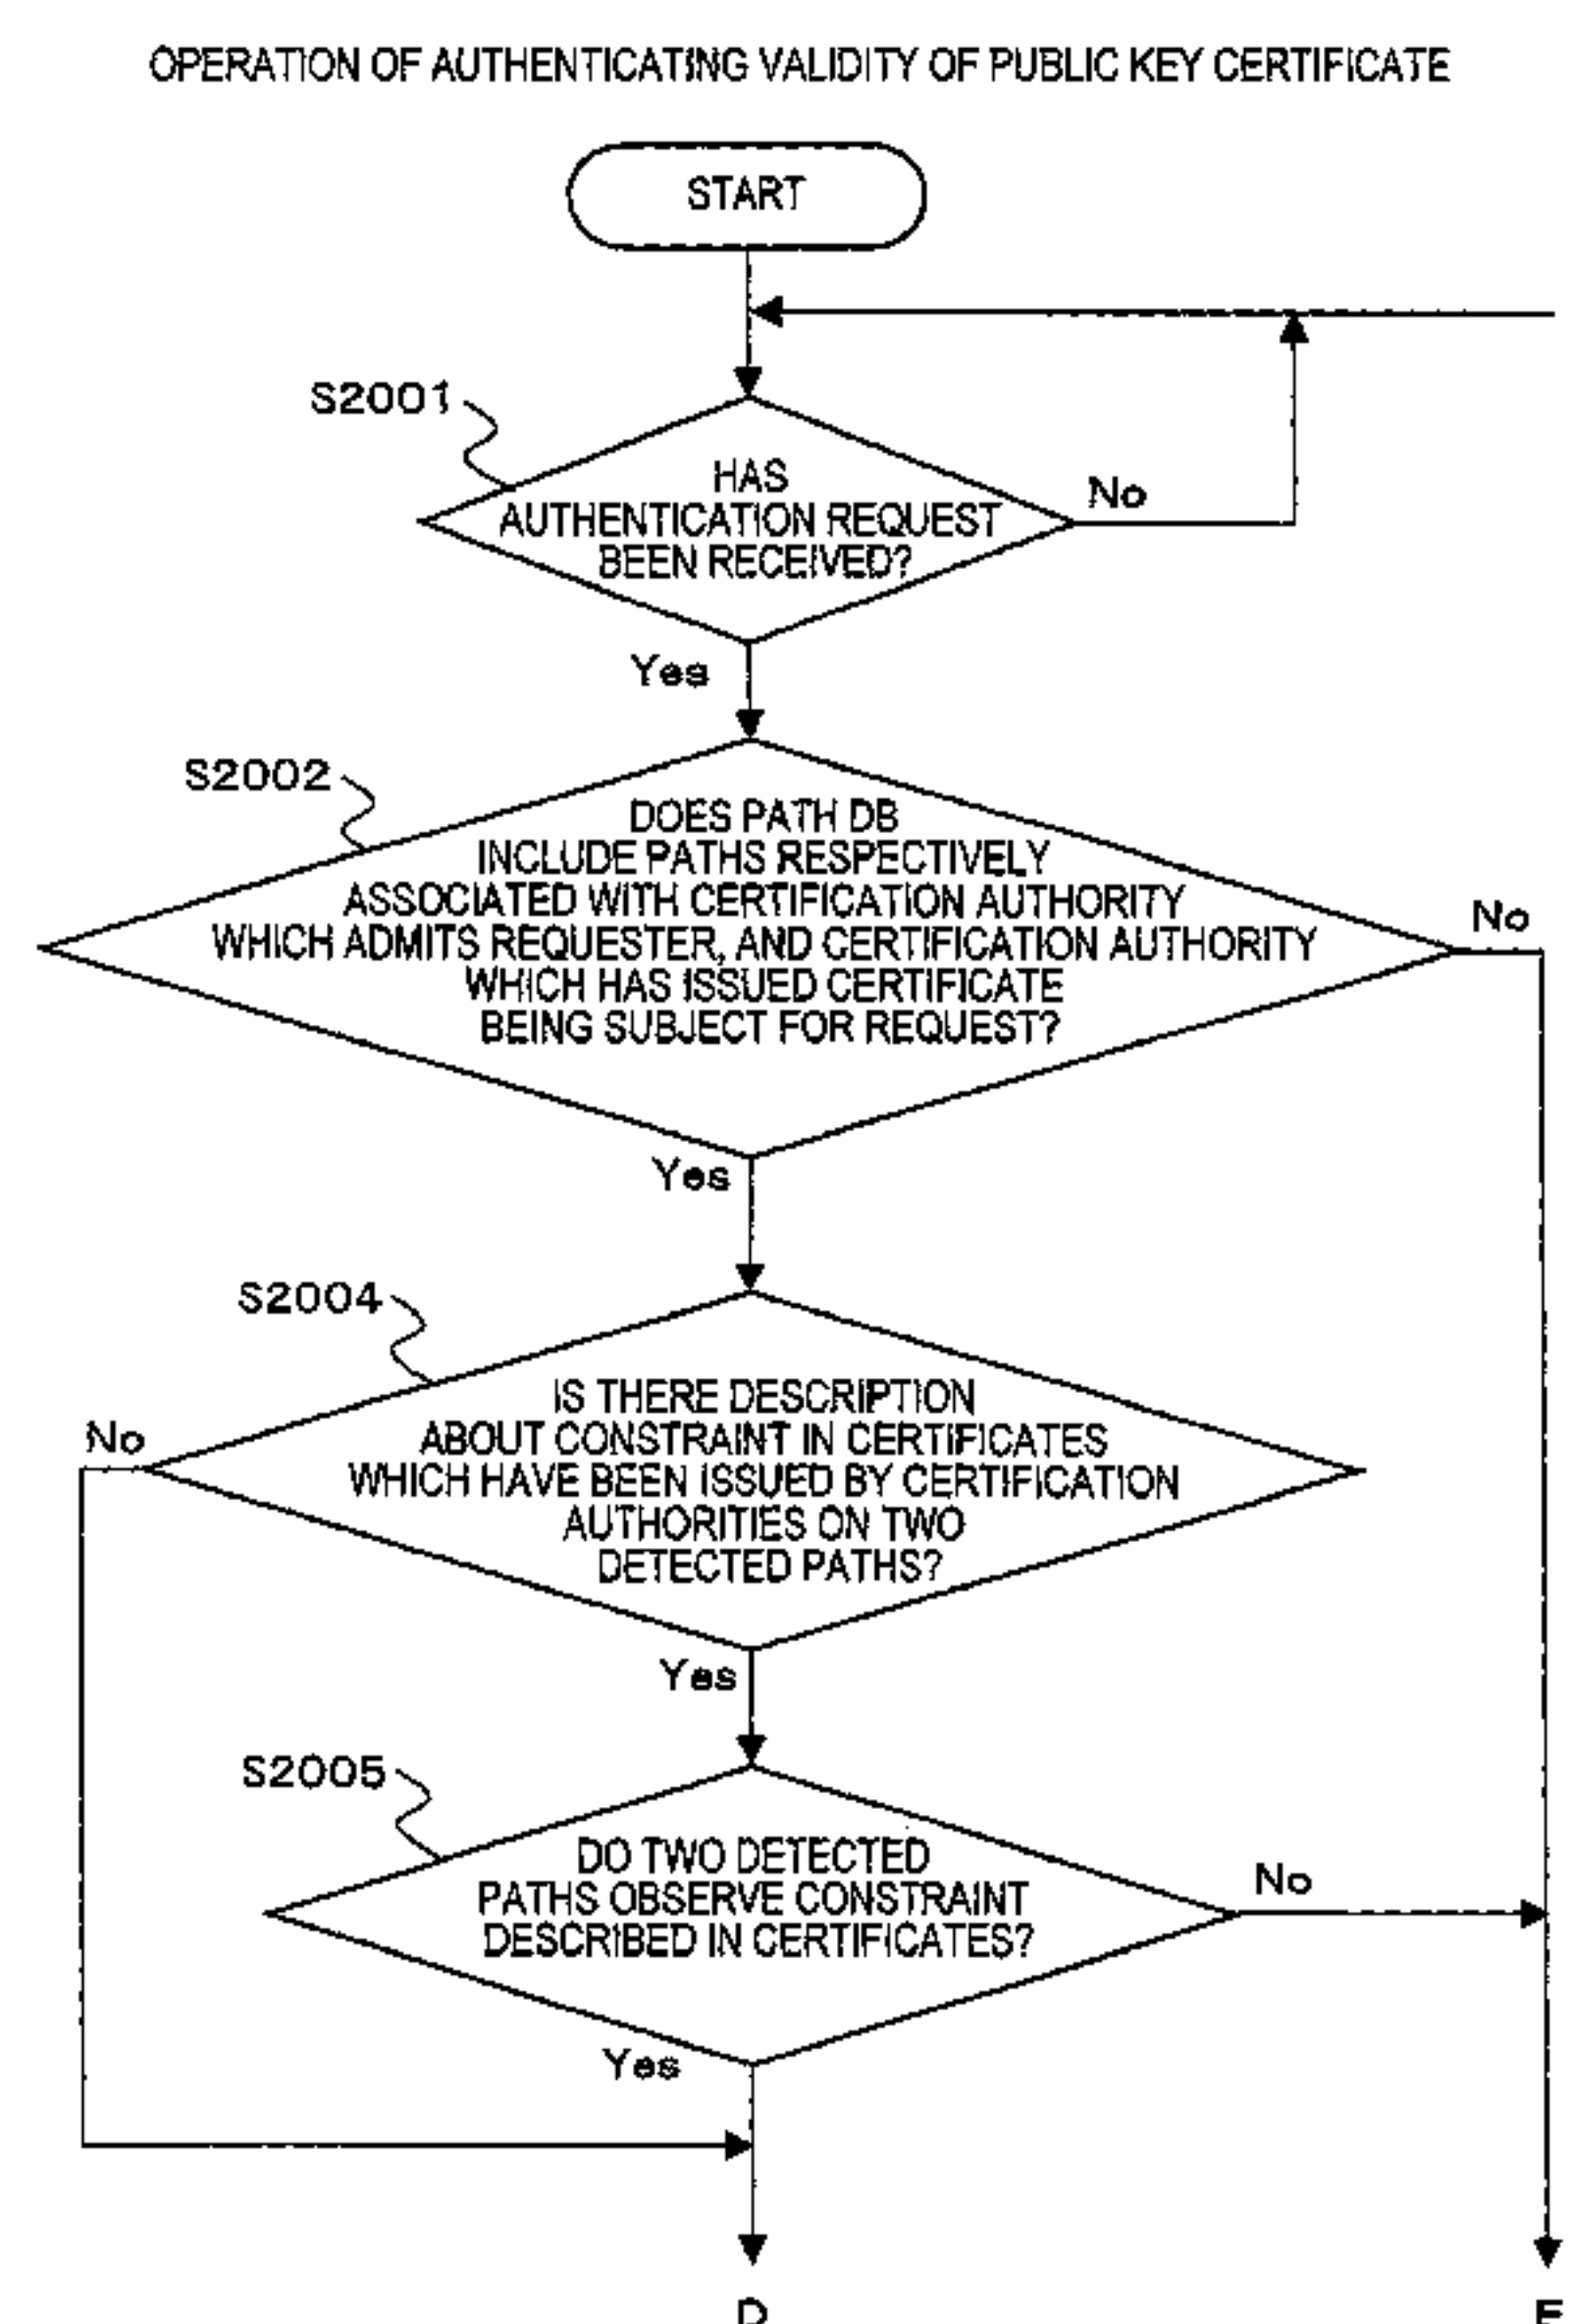 OPERATION OF AUTHENTICATING VALIDITY OF PUBLIC KEY CERTIFICATE
START
S2001
HAS
AUTHENTICATION REQUEST
BEEN RECEIVED?
No
Yes
S2002
DOES PATH DB
INCLUDE PATHS RESPECTIVELY
ASSOCIATED WITH CERTIFICATION AUTHORITY
WHICH ADMITS REQUESTER, AND CERTIFICATION AUTHORITY
WHICH HAS ISSUED CERTIFICATE
BEING SUBJECT FOR REQUEST?
No
Yes
S2004
IS THERE DESCRIPTION
ABOUT CONSTRAINT IN CERTIFICATES
WHICH HAVE BEEN ISSUED BY CERTIFICATION
AUTHORITIES ON TWO
DETECTED PATHS?
No
Yes
S2005
DO TWO DETECTED
PATHS OBSERVE CONSTRAINT
DESCRIBED IN CERTIFICATES?
No
Yes